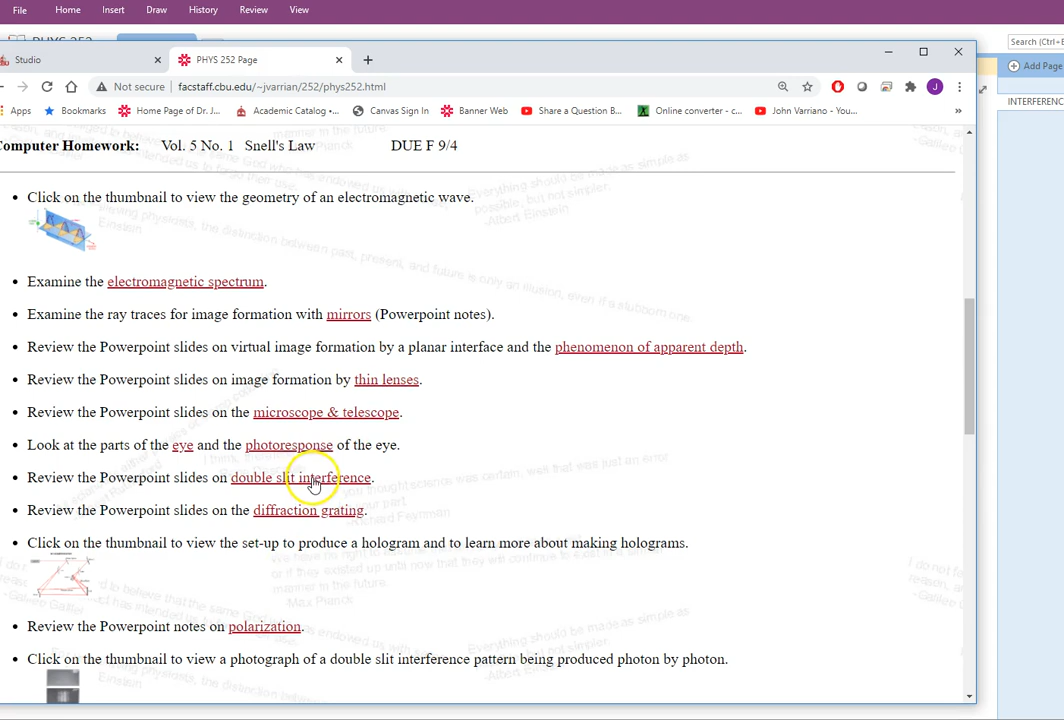 File Home Insert Draw History Review View
Search (Ctrl+E
Studio PHYS 252 Page
Add Page
Not secure facstaff.cbu.edu/~jvarrian/252/phys252.html J
INTERFERENC
Apps Bookmarks Home Page of Dr. J... Academic Catalog •... Canvas Sign In Banner Web Share a Question B... Online converter - c... John Varriano - You... »
Computer Homework: Vol. 5 No. 1 Snell's Law DUE F 9/4
• Click on the thumbnail to view the geometry of an electromagnetic wave.
• Examine the electromagnetic spectrum.
• Examine the ray traces for image formation with mirrors (Powerpoint notes).
• Review the Powerpoint slides on virtual image formation by a planar interface and the phenomenon of apparent depth.
• Review the Powerpoint slides on image formation by thin lenses.
• Review the Powerpoint slides on the microscope & telescope.
• Look at the parts of the eye and the photoresponse of the eye.
• Review the Powerpoint slides on double slit interference.
• Review the Powerpoint slides on the diffraction grating.
• Click on the thumbnail to view the set-up to produce a hologram and to learn more about making holograms.
• Review the Powerpoint notes on polarization.
• Click on the thumbnail to view a photograph of a double slit interference pattern being produced photon by photon.